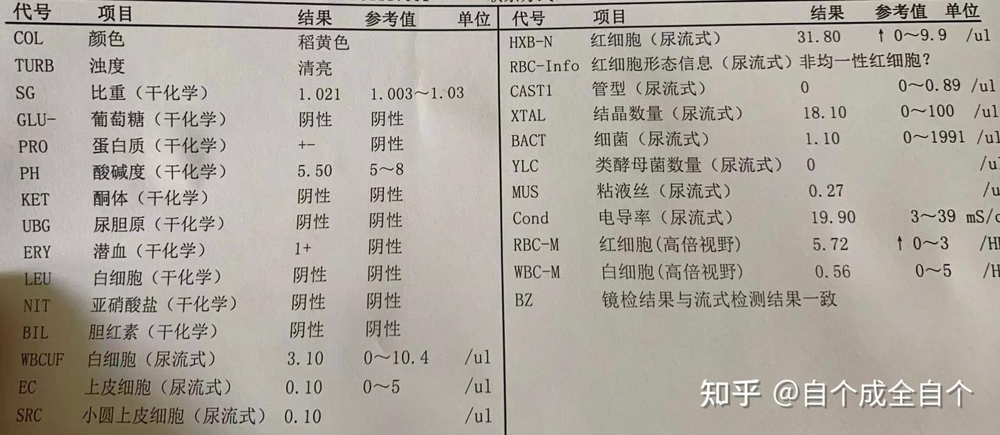 代号 项目 结果 参考值 单位
COL 颜色 稻黄色
TURB 浊度 清亮
SG 比重（干化学） 1.021 1.003～1.03
GLU- 葡萄糖（干化学） 阴性 阴性
PRO 蛋白质（干化学） +- 阴性
PH 酸碱度（干化学） 5.50 5～8
KET 酮体（干化学） 阴性 阴性
UBG 尿胆原（干化学） 阴性 阴性
ERY 潜血（干化学） 1+ 阴性
LEU 白细胞（干化学） 阴性 阴性
NIT 亚硝酸盐（干化学） 阴性 阴性
BIL 胆红素（干化学） 阴性 阴性
WBCUF 白细胞（尿流式） 3.10 0～10.4 /ul
EC 上皮细胞（尿流式） 0.10 0～5 /ul
SRC 小圆上皮细胞（尿流式） 0.10 /ul
代号 项目 结果 参考值 单位
HXB-N 红细胞（尿流式） 31.80 ↑ 0～9.9 /ul
RBC-Info 红细胞形态信息（尿流式）非均一性红细胞?
CAST1 管型（尿流式） 0 0～0.89 /ul
XTAL 结晶数量（尿流式） 18.10 0～100 /ul
BACT 细菌（尿流式） 1.10 0～1991 /ul
YLC 类酵母菌数量（尿流式） 0 /ul
MUS 粘液丝（尿流式） 0.27 /u
Cond 电导率（尿流式） 19.90 3～39 mS/c
RBC-M 红细胞(高倍视野) 5.72 ↑ 0～3 /HP
WBC-M 白细胞(高倍视野) 0.56 0～5 /H
BZ 镜检结果与流式检测结果一致
知乎 @自个成全自个